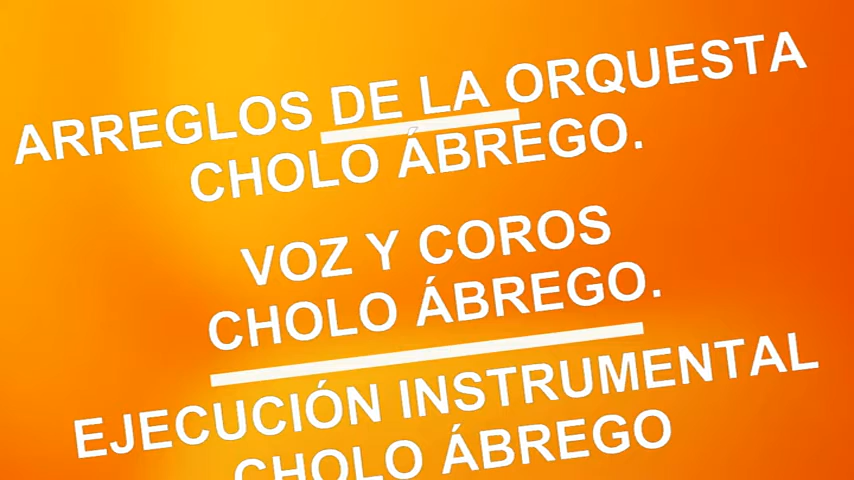 ARREGLOS DE LA ORQUESTA
CHOLO ÁBREGO.
VOZ Y COROS
CHOLO ÁBREGO.
EJECUCIÓN INSTRUMENTAL
CHOLO ÁBREGO